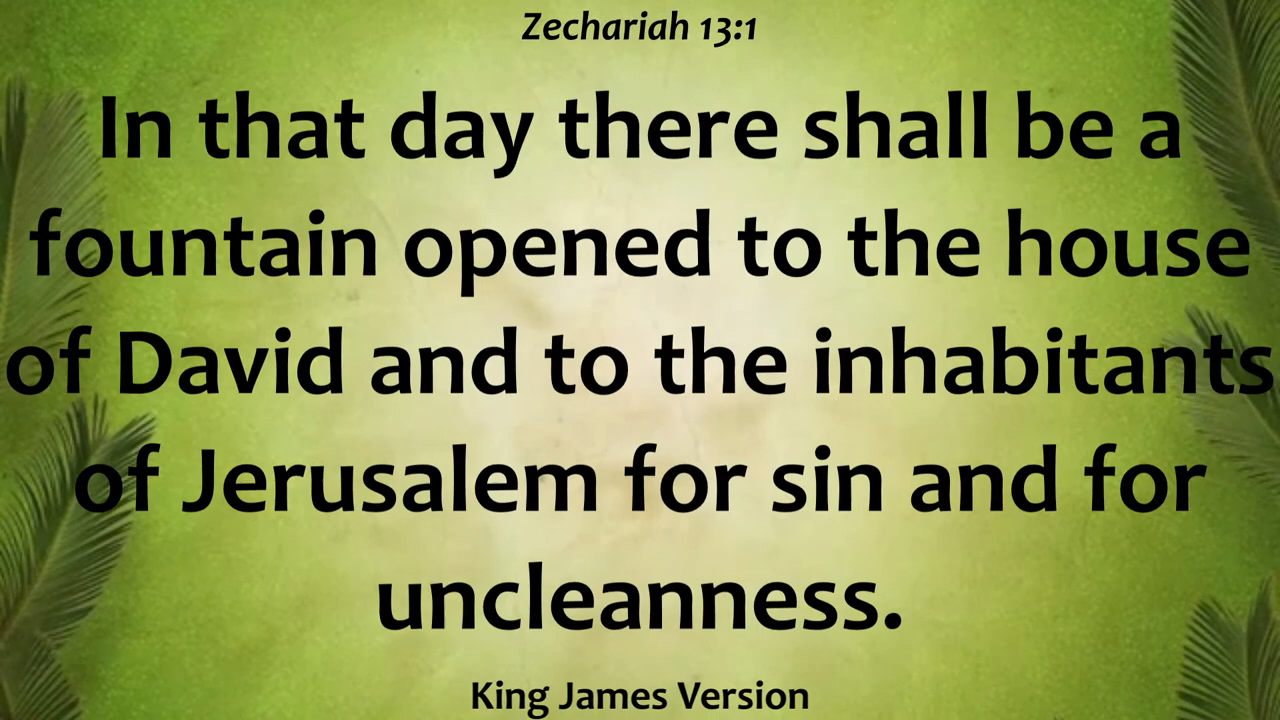 Zechariah 13:1
In that day there shall be a
fountain opened to the house
of David and to the inhabitants
of Jerusalem for sin and for
uncleanness.
King James Version